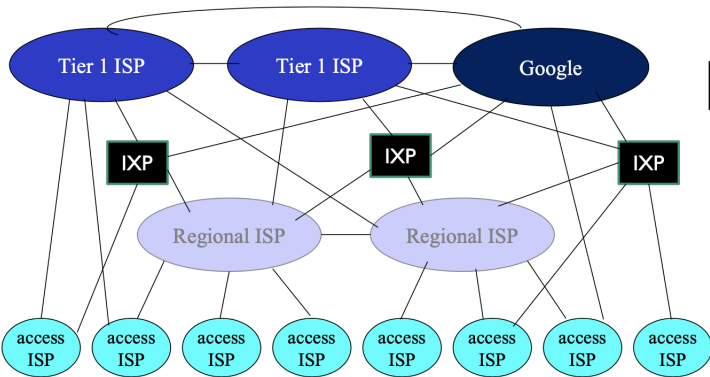 Tier 1 ISP
Tier 1 ISP
Google
IXP
IXP
IXP
Regional ISP
Regional ISP
access
ISP
access
ISP
access
ISP
access
ISP
access
ISP
access
ISP
access
ISP
access
ISP